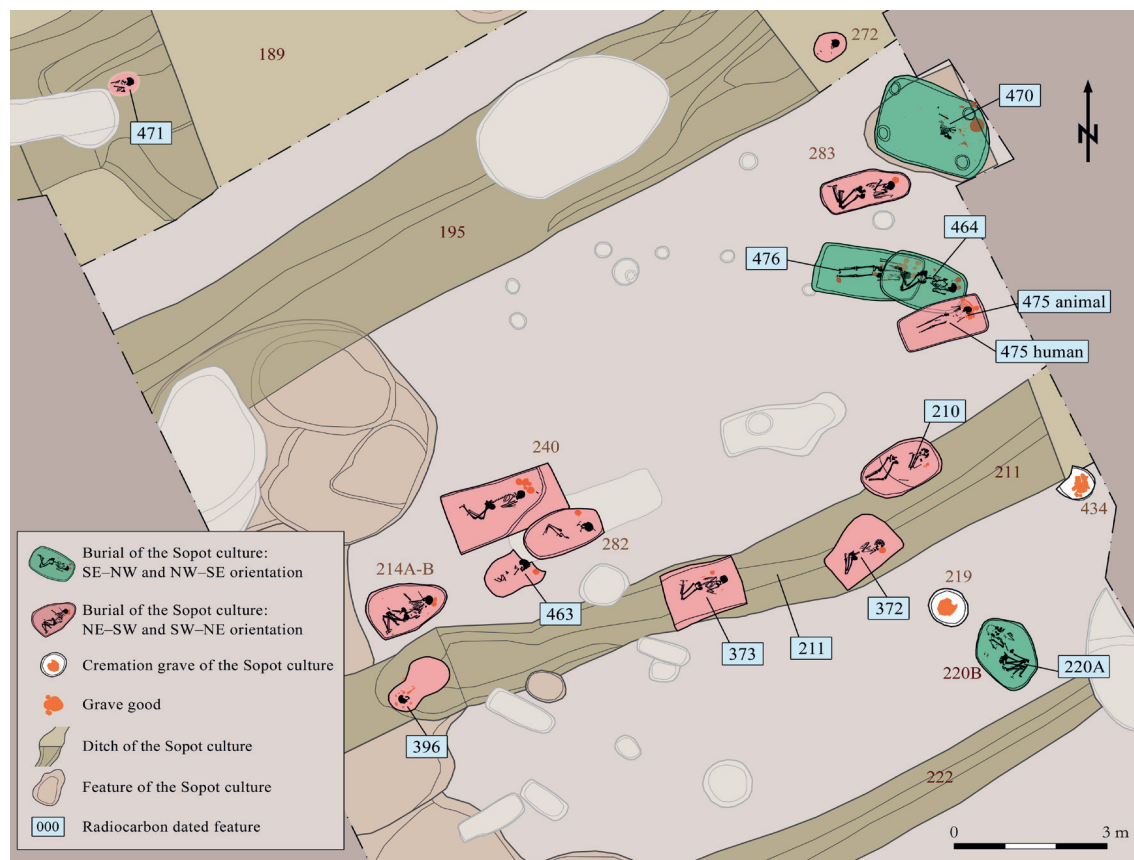 189
272
471
470
N
283
195
464
476
475 animal
475 human
210
240
211
434
282
214A-B
219
463
372
373
211
220B
220A
396
222
Burial of the Sopot culture:
SE–NW and NW–SE orientation
Burial of the Sopot culture:
NE–SW and SW–NE orientation
Cremation grave of the Sopot culture
Grave good
Ditch of the Sopot culture
Feature of the Sopot culture
000 Radiocarbon dated feature
0 3 m